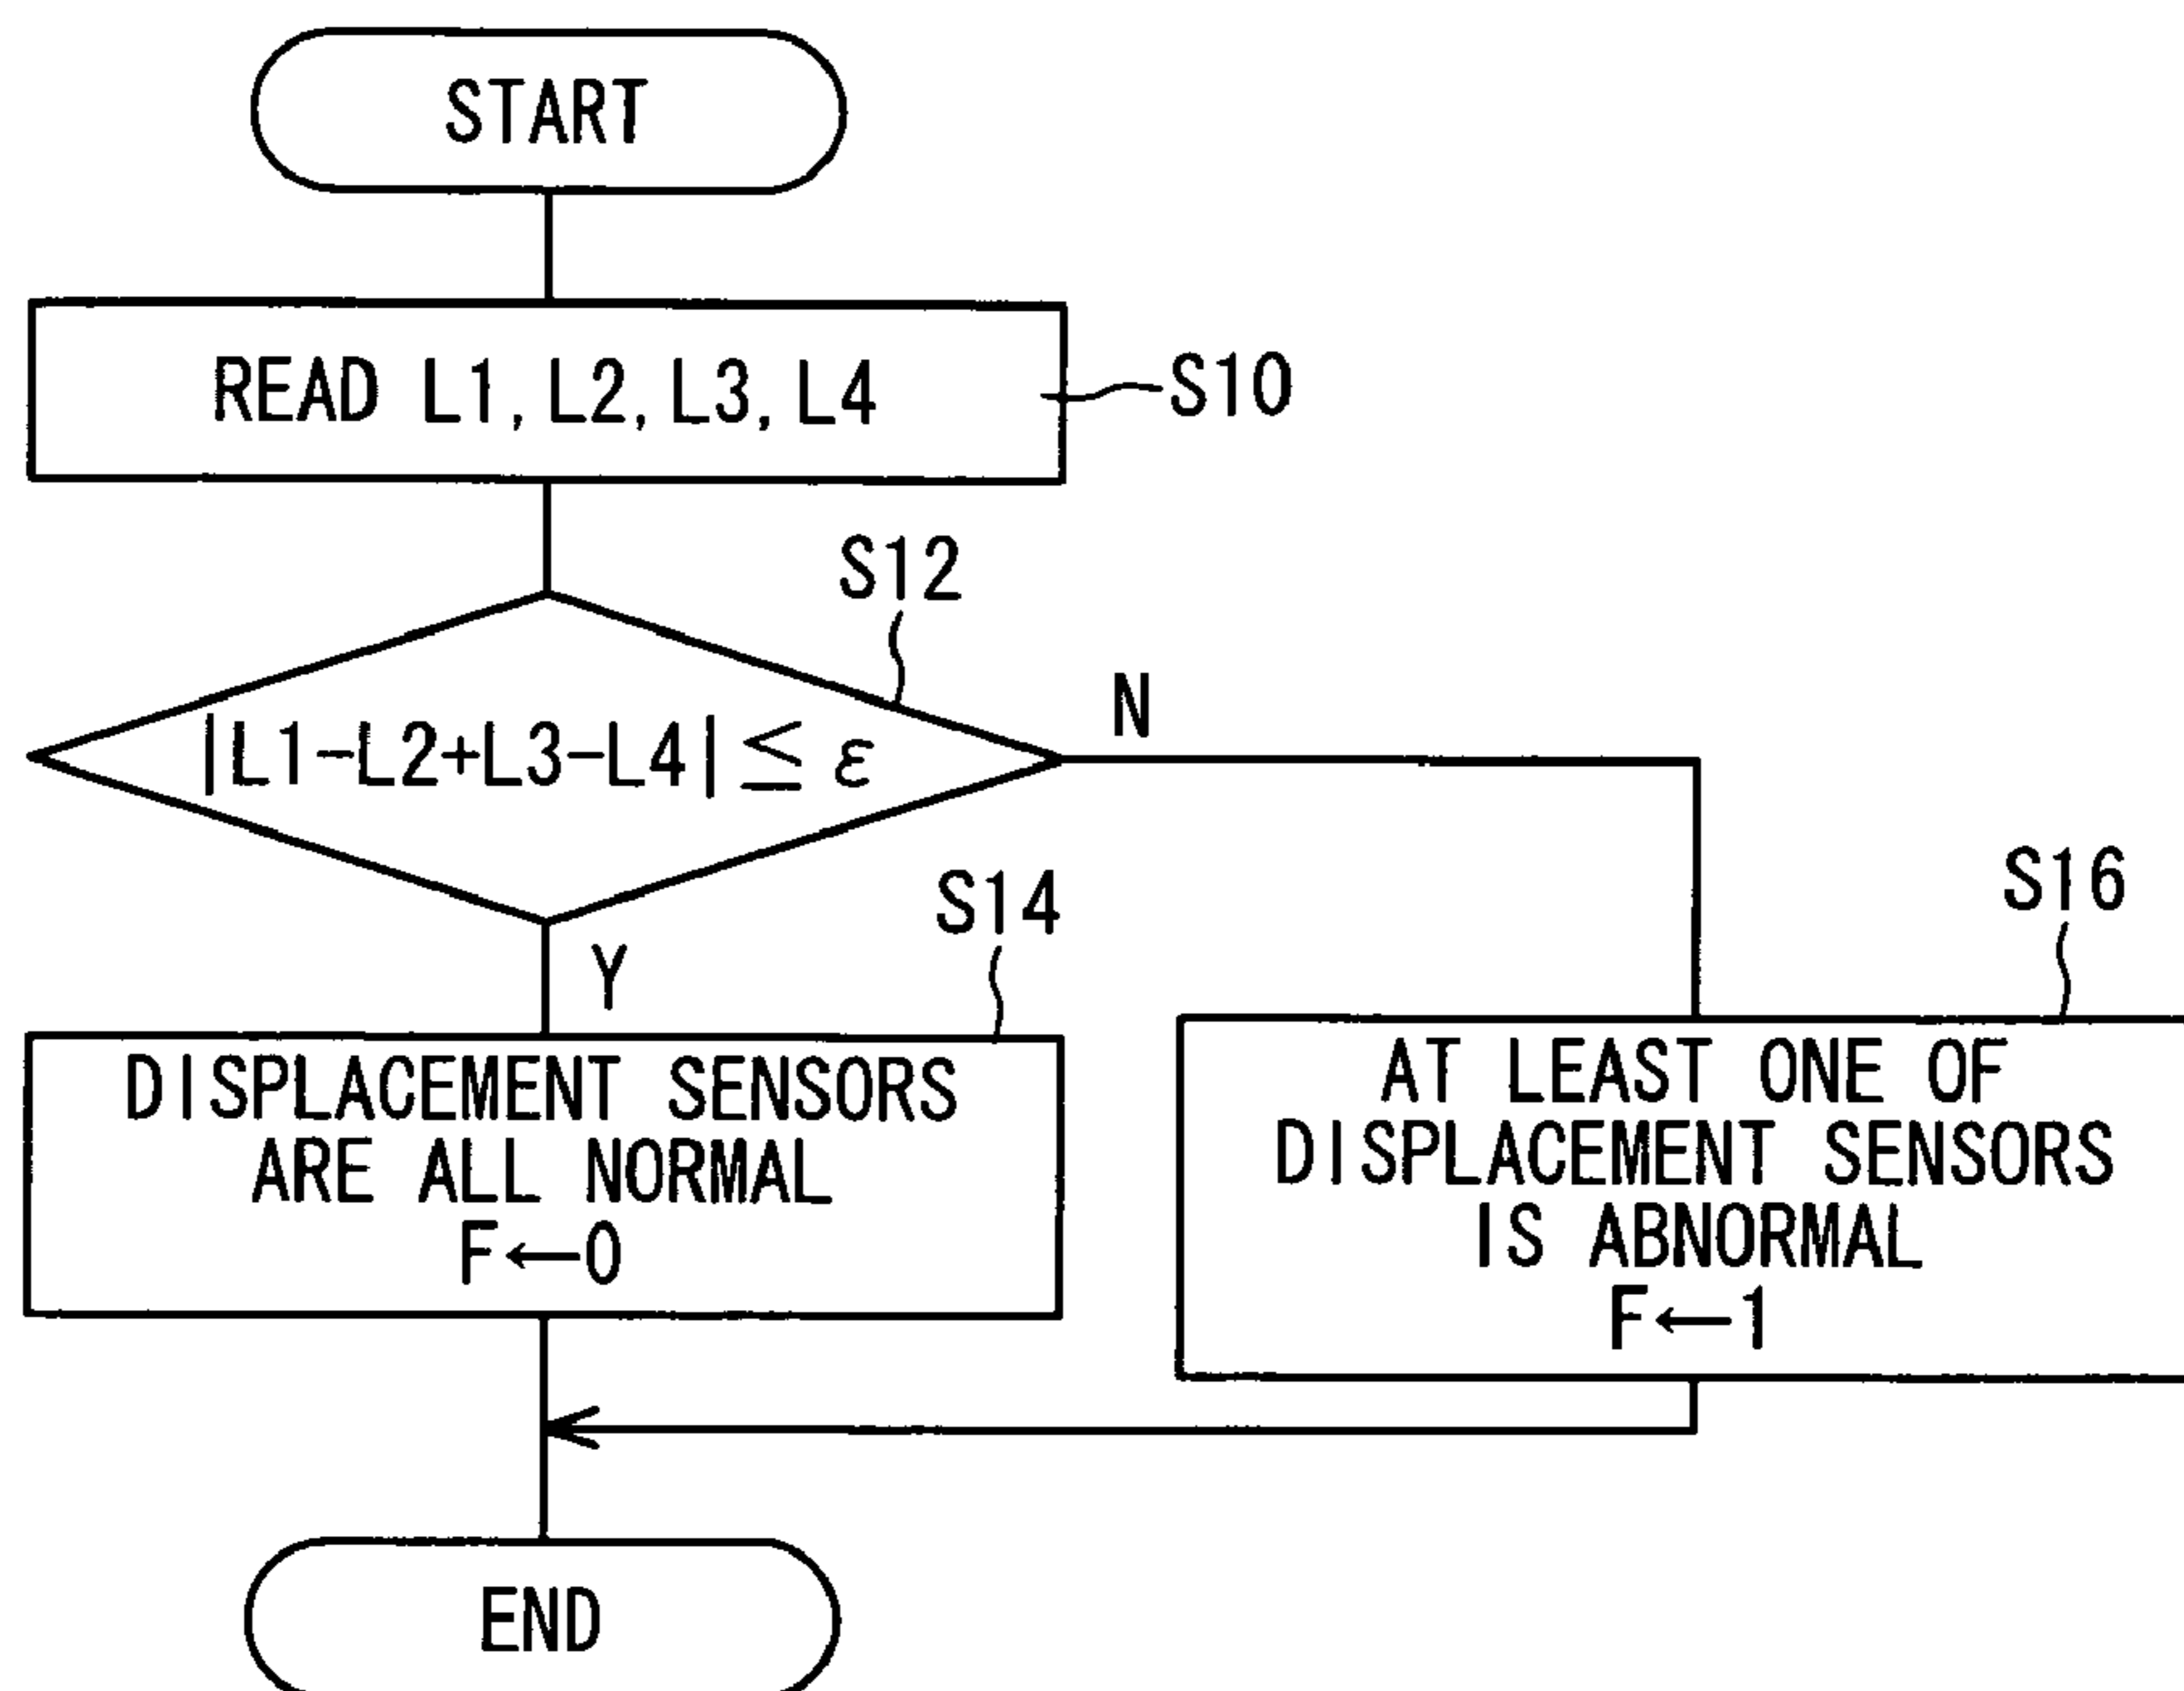 START
READ L1, L2, L3, L4
S10
S12
|L1-L2+L3-L4|≦ ε
N
Y
S14
DISPLACEMENT SENSORS
ARE ALL NORMAL
F←0
S16
AT LEAST ONE OF
DISPLACEMENT SENSORS
IS ABNORMAL
F←1
END